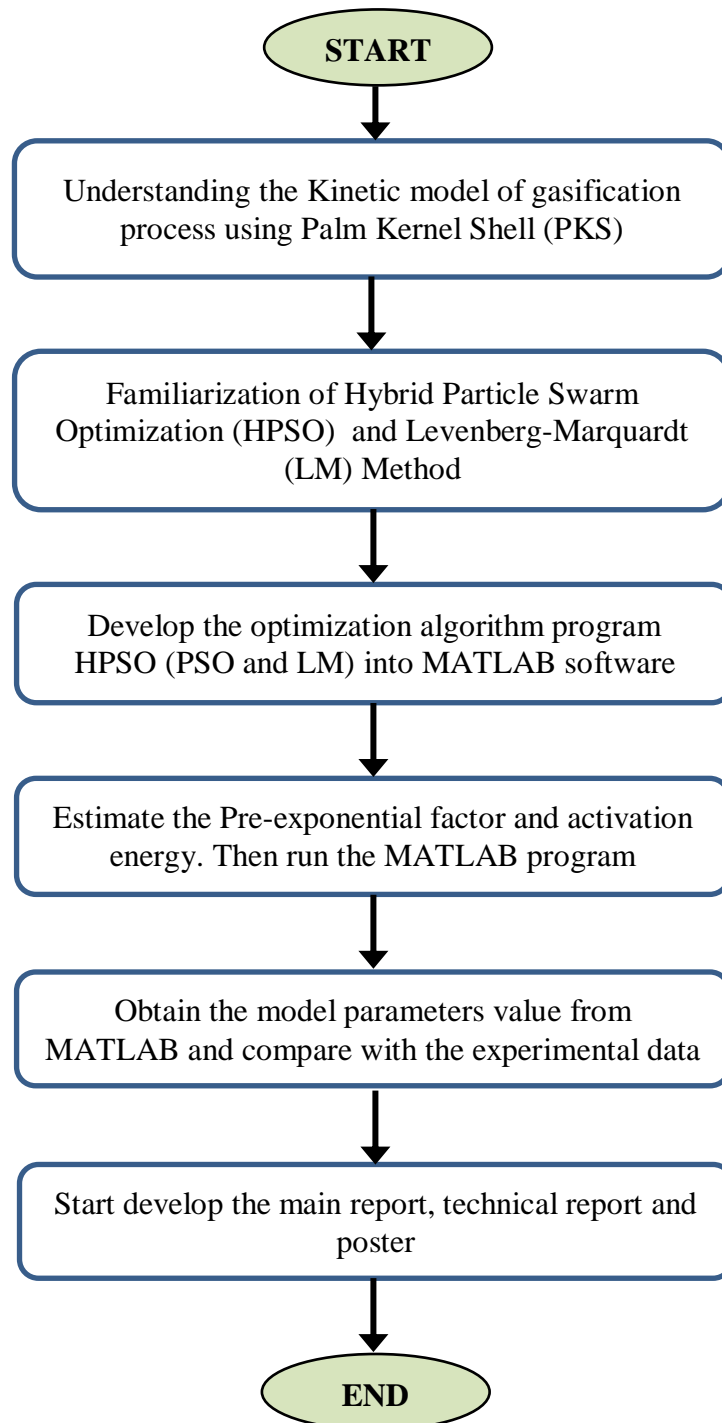 START
Understanding the Kinetic model of gasification
process using Palm Kernel Shell (PKS)
Familiarization of Hybrid Particle Swarm
Optimization (HPSO) and Levenberg-Marquardt
(LM) Method
Develop the optimization algorithm program
HPSO (PSO and LM) into MATLAB software
Estimate the Pre-exponential factor and activation
energy. Then run the MATLAB program
Obtain the model parameters value from
MATLAB and compare with the experimental data
Start develop the main report, technical report and
poster
END